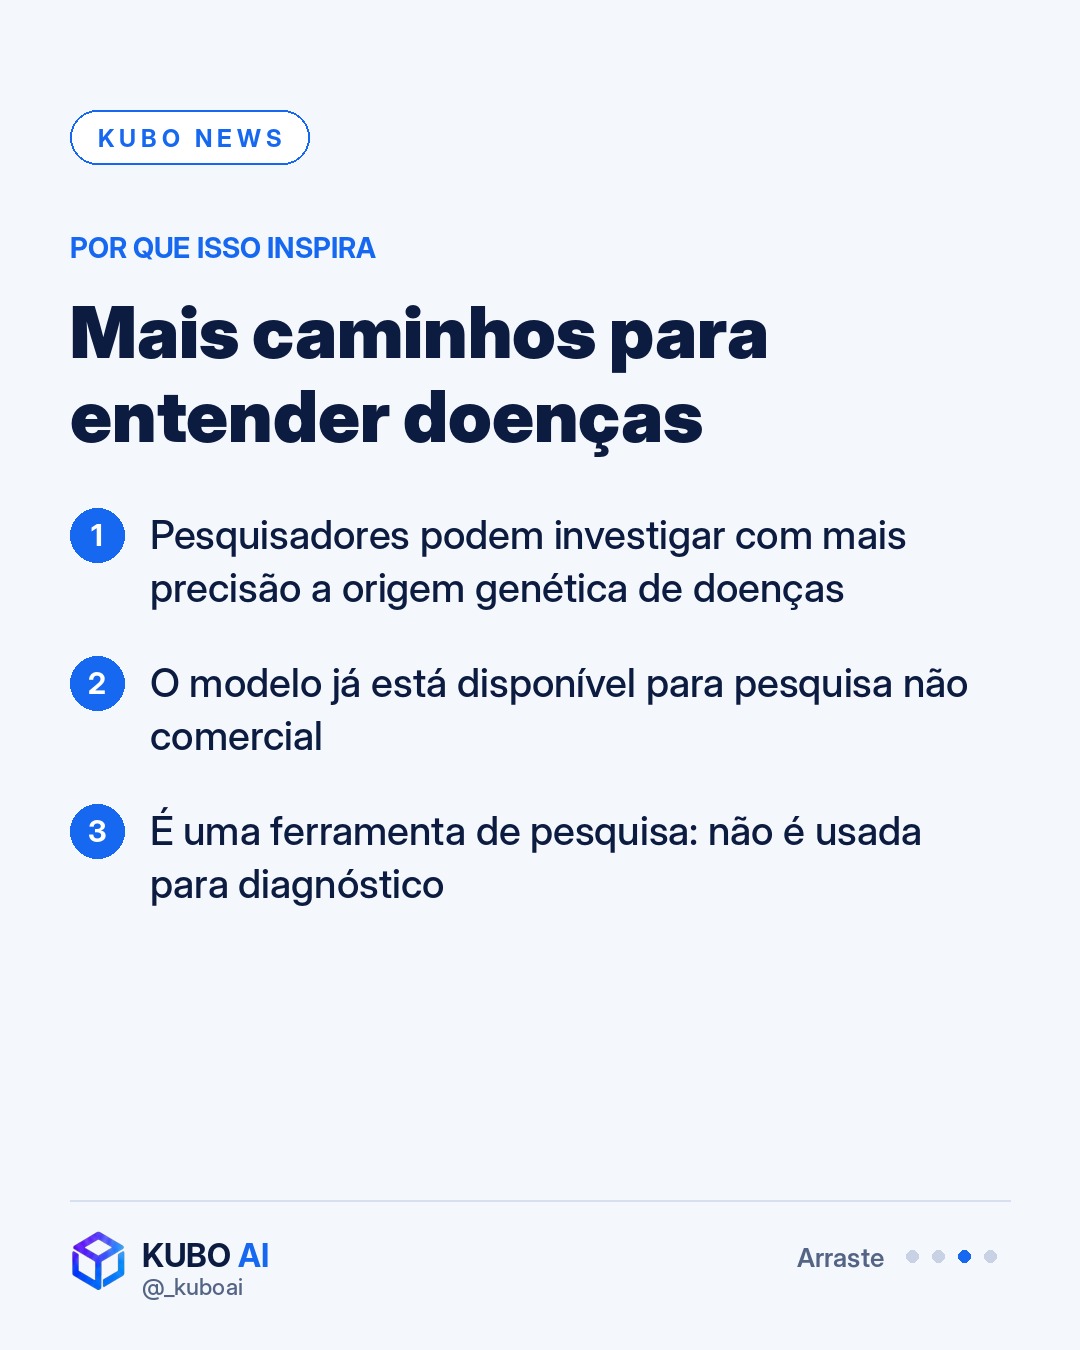 KUBO NEWS
POR QUE ISSO INSPIRA
Mais caminhos para
entender doenças
1 Pesquisadores podem investigar com mais
precisão a origem genética de doenças
2 O modelo já está disponível para pesquisa não
comercial
3 É uma ferramenta de pesquisa: não é usada
para diagnóstico
KUBO AI
@_kuboai
Arraste